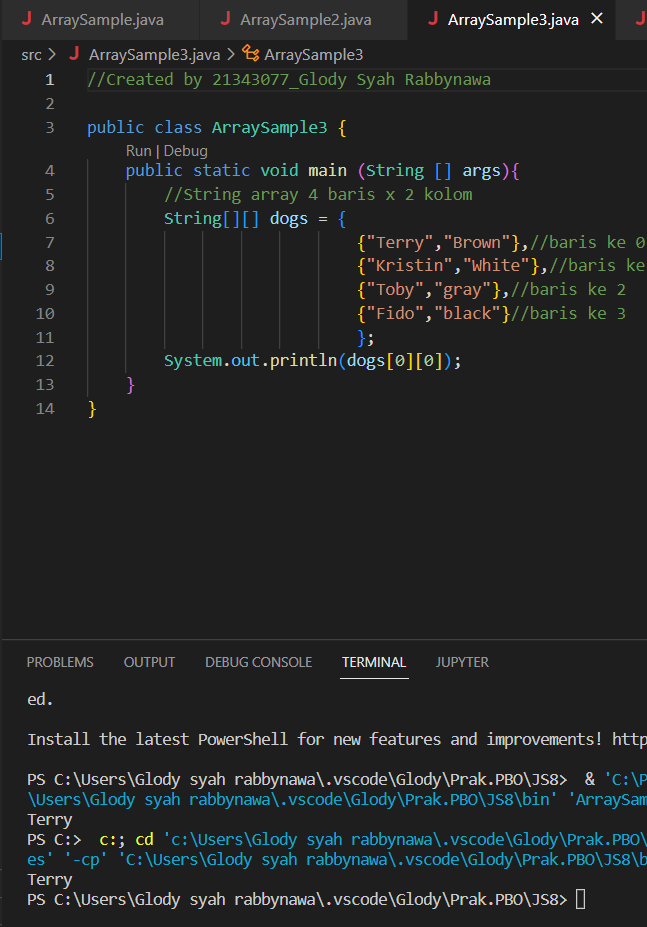 J ArraySample.java J ArraySample2.java J ArraySample3.java × J
src > J ArraySample3.java > ArraySample3
1 //Created by 21343077_Glody Syah Rabbynawa
2
3 public class ArraySample3 {
Run | Debug
4 public static void main (String [] args){
5 //String array 4 baris x 2 kolom
6 String[][] dogs = {
7 {"Terry","Brown"},//baris ke 0
8 {"Kristin","White"},//baris ke
9 {"Toby","gray"},//baris ke 2
10 {"Fido","black"}//baris ke 3
11 };
12 System.out.println(dogs[0][0]);
13 }
14 }
PROBLEMS OUTPUT DEBUG CONSOLE TERMINAL JUPYTER
ed.
Install the latest PowerShell for new features and improvements! http
PS C:\Users\Glody syah rabbynawa\.vscode\Glody\Prak.PBO\JS8> & 'C:\P
\Users\Glody syah rabbynawa\.vscode\Glody\Prak.PBO\JS8\bin' 'ArraySam
Terry
PS C:> c:; cd 'c:\Users\Glody syah rabbynawa\.vscode\Glody\Prak.PBO\
es' '-cp' 'C:\Users\Glody syah rabbynawa\.vscode\Glody\Prak.PBO\JS8\b
Terry
PS C:\Users\Glody syah rabbynawa\.vscode\Glody\Prak.PBO\JS8>